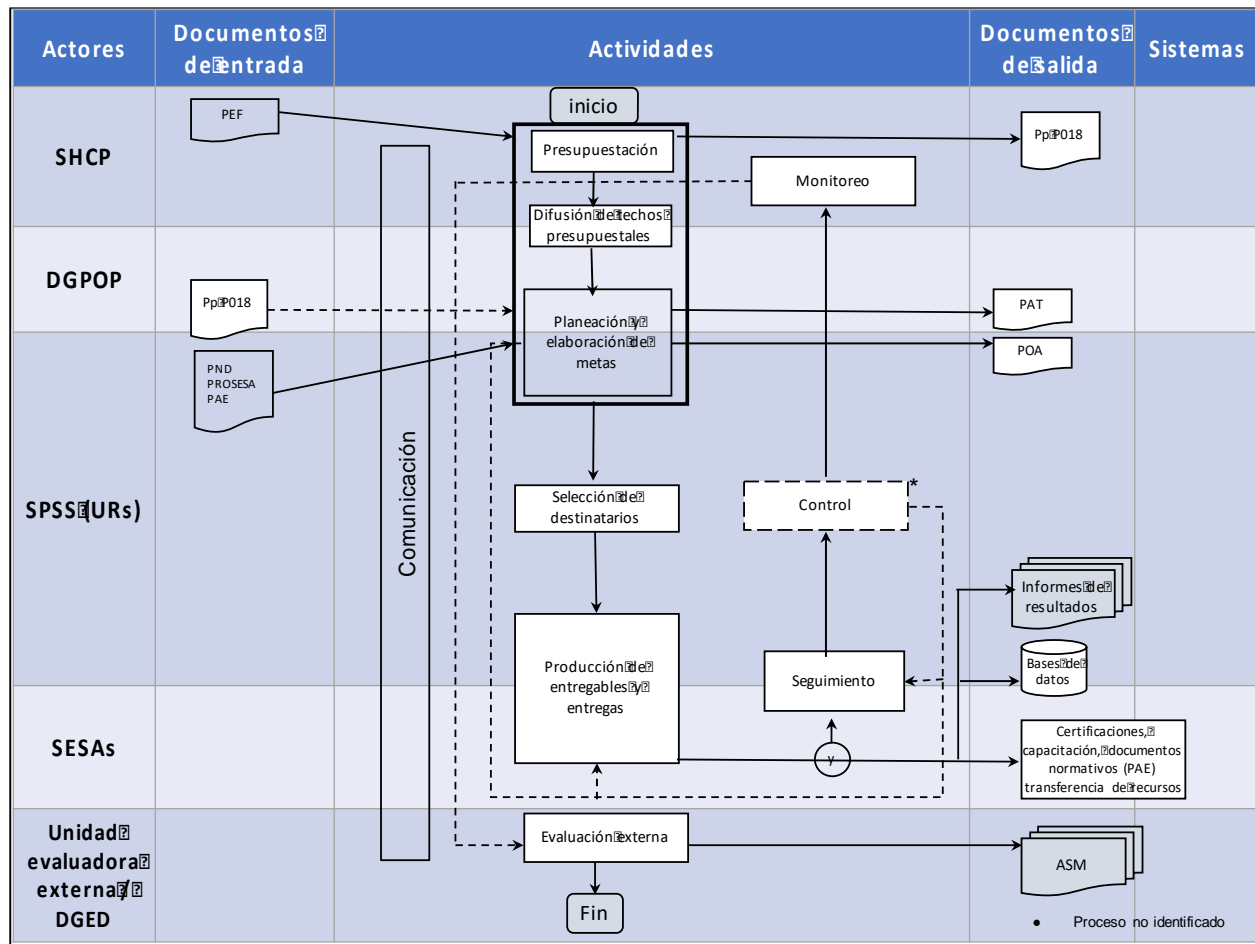 Actores
Documentos
de entrada
Actividades
Documentos
de salida
Sistemas
SHCP
PEF
inicio
Presupuestación
Pp P018
Monitoreo
Difusión de techos
presupuestales
DGPOP
Pp P018
Planeación y
elaboración de
metas
PAT
POA
PND
PROSESA
PAE
Comunicación
SPSS (URs)
Selección de
destinatarios
Control
*
Informes de
resultados
Producción de
entregables y
entregas
Seguimiento
Bases de
datos
SESAs
y
Certificaciones,
capacitación, documentos
normativos (PAE)
transferencia de recursos
Unidad
evaluadora
externa /
DGED
Evaluación externa
ASM
Fin
● Proceso no identificado